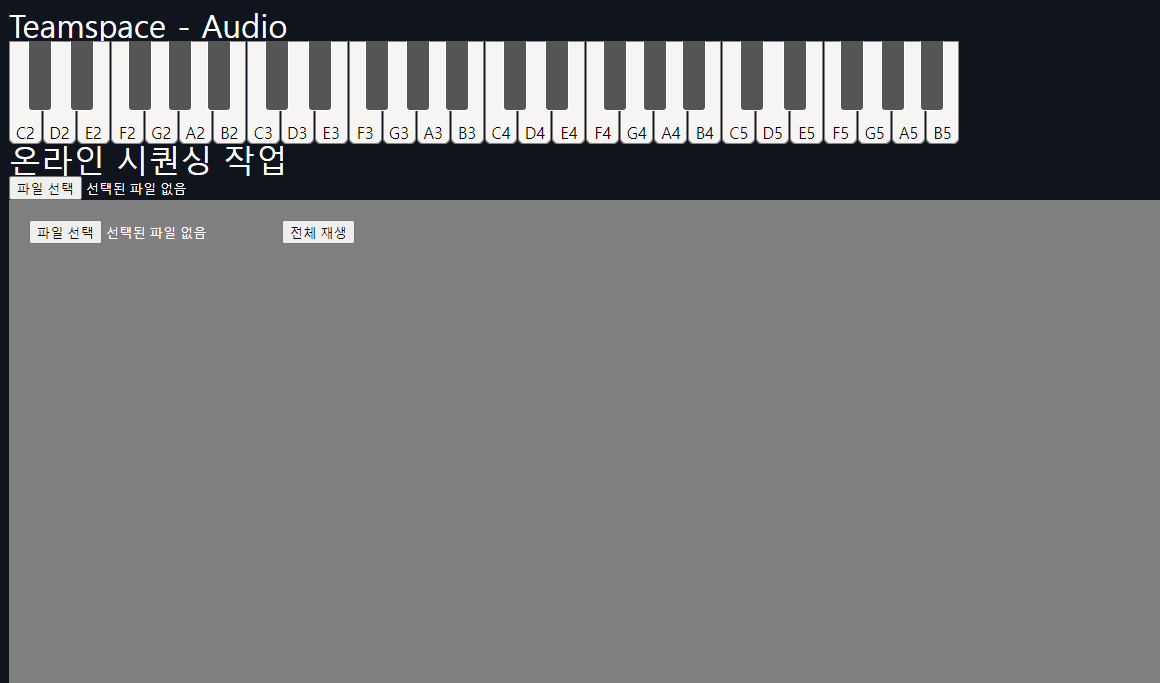 Teamspace - Audio
C2 D2 E2 F2 G2 A2 B2 C3 D3 E3 F3 G3 A3 B3 C4 D4 E4 F4 G4 A4 B4 C5 D5 E5 F5 G5 A5 B5
온라인 시퀀싱 작업
파일 선택 선택된 파일 없음
파일 선택 선택된 파일 없음 전체 재생